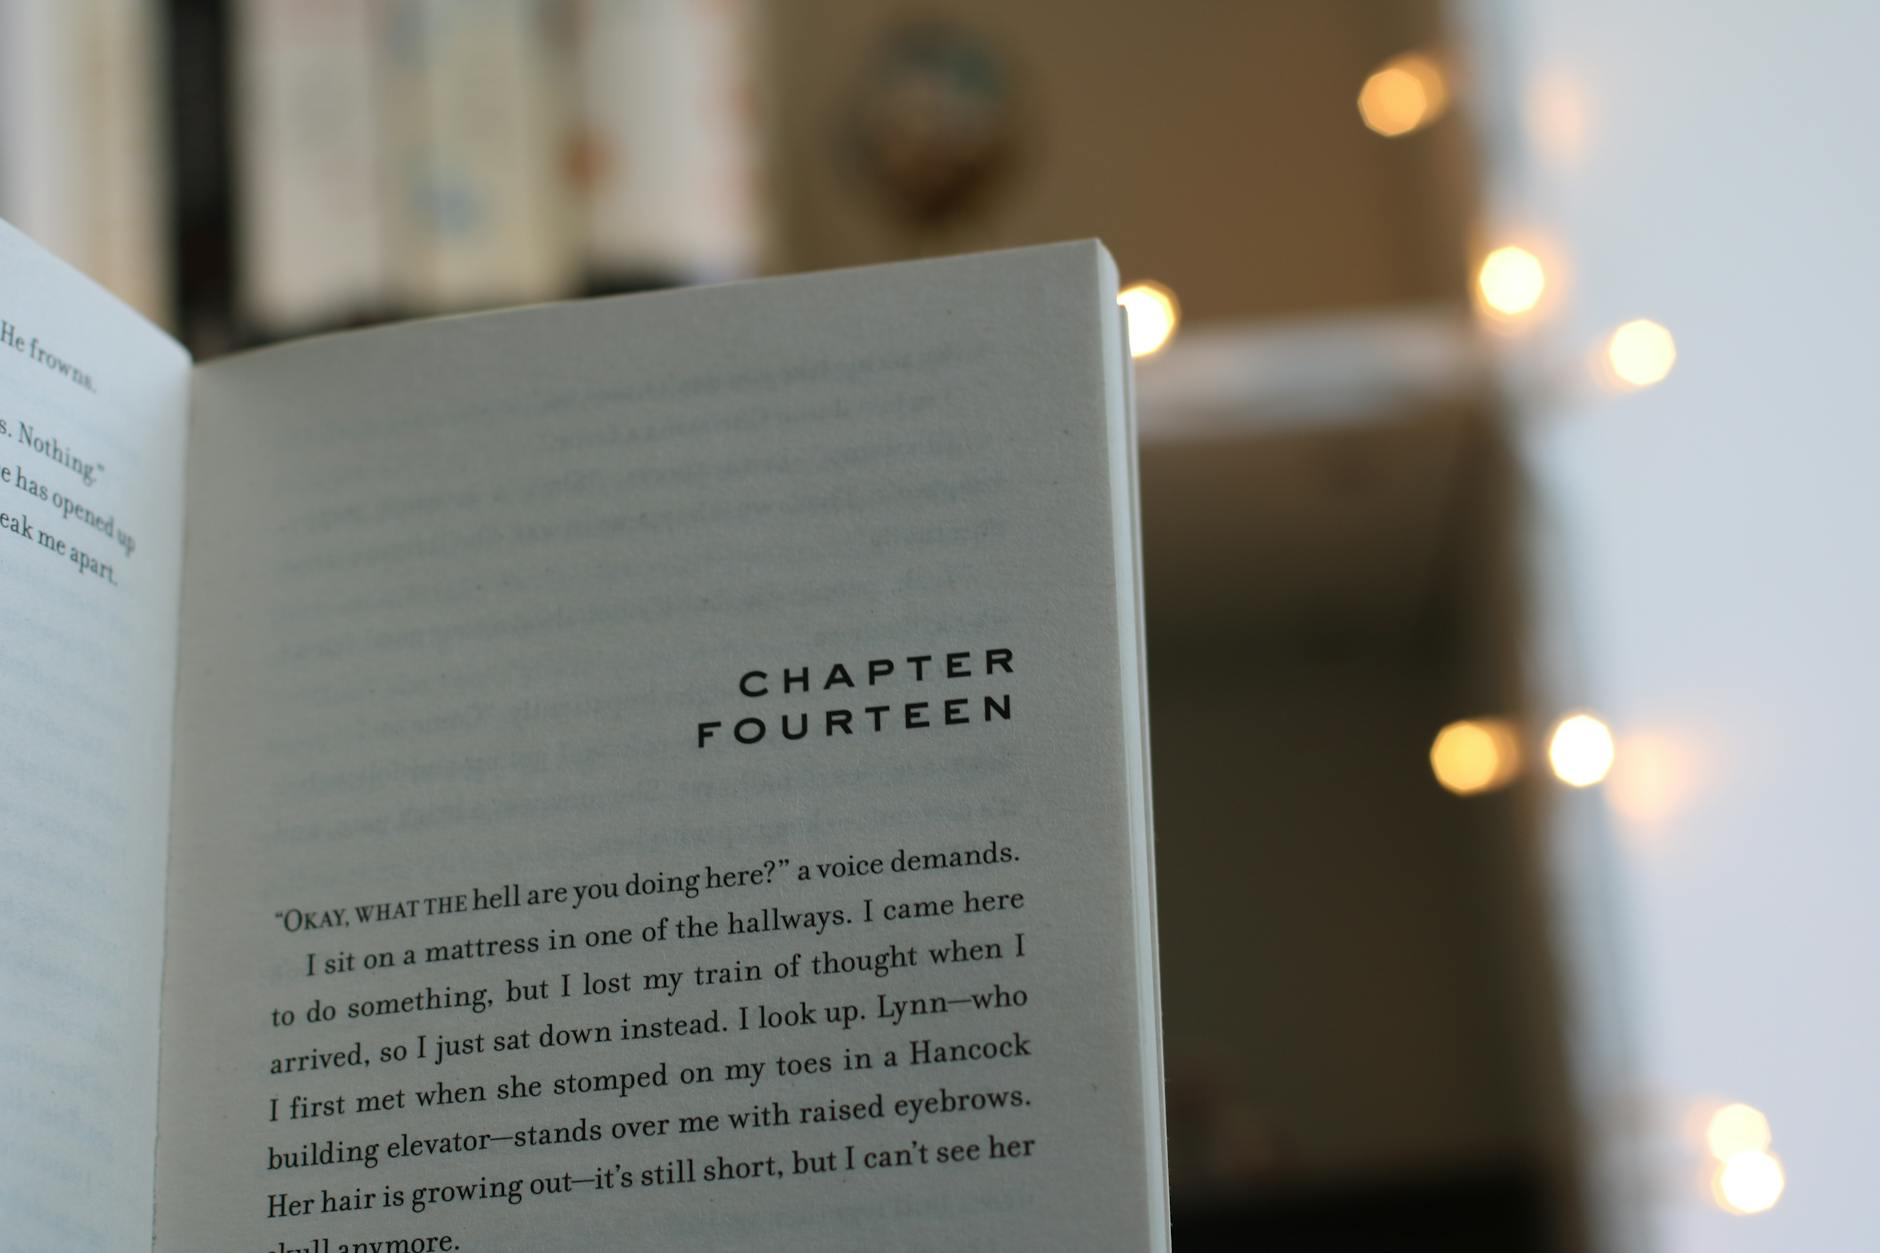 He frowns.
s. Nothing."
e has opened up
eak me apart.
CHAPTER
FOURTEEN
“OKAY, WHAT THE hell are you doing here?” a voice demands.
I sit on a mattress in one of the hallways. I came here
to do something, but I lost my train of thought when I
arrived, so I just sat down instead. I look up. Lynn—who
I first met when she stomped on my toes in a Hancock
building elevator—stands over me with raised eyebrows.
Her hair is growing out—it’s still short, but I can’t see her
skull anymore.